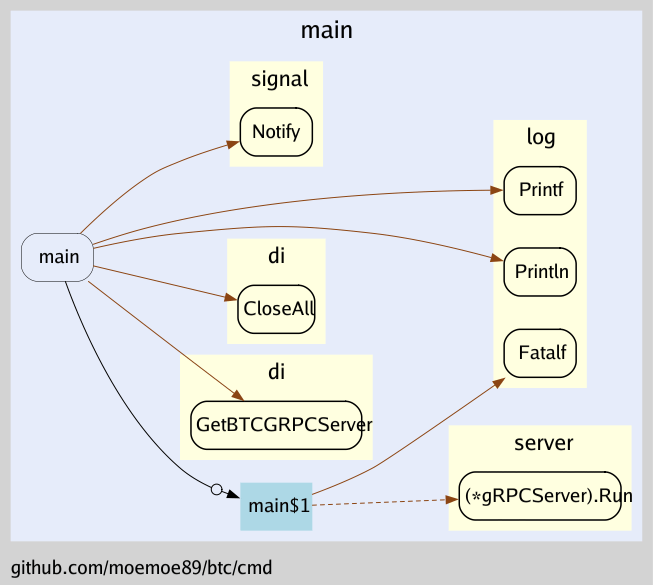 main
signal
Notify
log
Printf
main
Println
di
CloseAll
Fatalf
di
GetBTCGRPCServer
server
(*gRPCServer).Run
main$1
github.com/moemoe89/btc/cmd